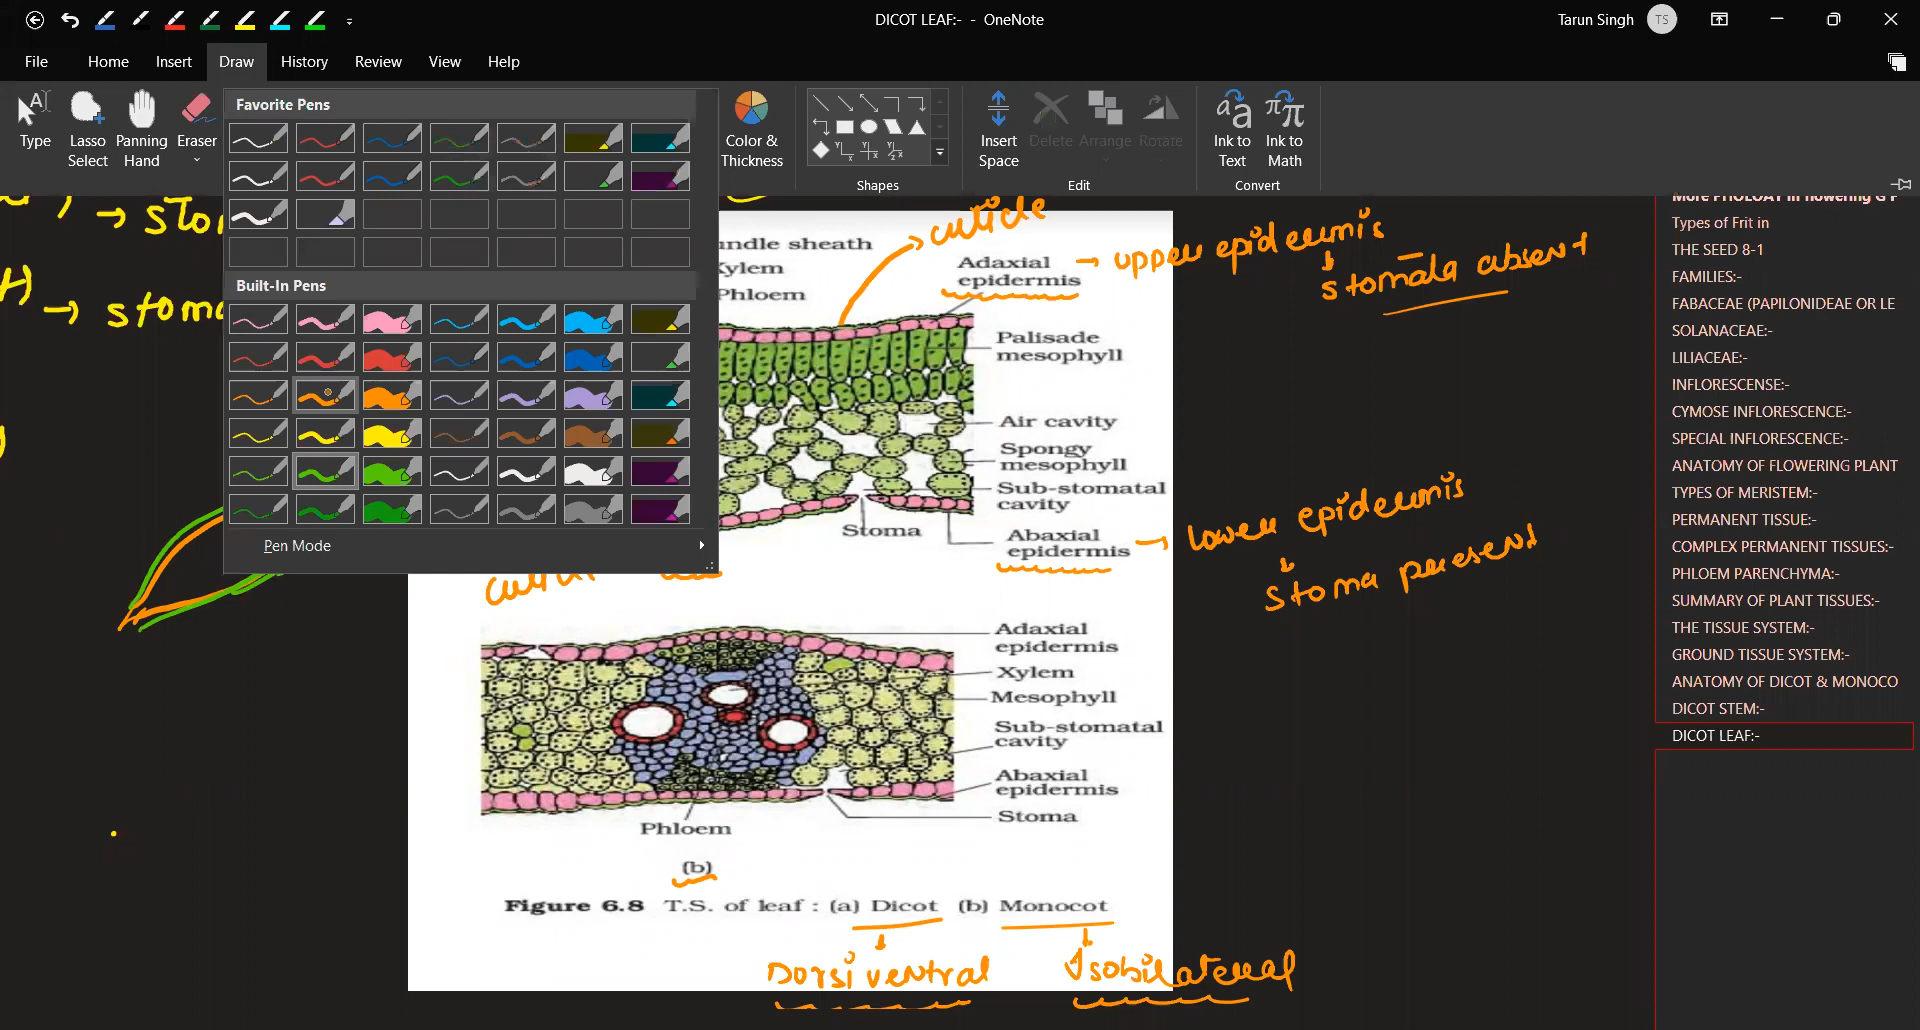 DICOT LEAF:- - OneNote
Tarun Singh
TS
File
Home
Insert
Draw
History
Review
View
Help
Type
Lasso Select
Panning Hand
Eraser
Favorite Pens
Built-In Pens
Pen Mode
Color & Thickness
Shapes
Insert Space
Delete
Arrange
Rotate
Edit
Ink to Text
Ink to Math
Convert
→ stoma
cuticle
Xylem
Phloem
Adaxial
epidermis
→ upper epidermis
stomata absent
Palisade
mesophyll
Air cavity
Spongy
mesophyll
Sub-stomatal
cavity
Stoma
Abaxial
epidermis
→ lower epidermis
stoma present
Adaxial
epidermis
Xylem
Mesophyll
Sub-stomatal
cavity
Abaxial
epidermis
Stoma
Phloem
(b)
Figure 6.8 T.S. of leaf : (a) Dicot (b) Monocot
Dorsiventral
Isobilateral
Types of Frit in
THE SEED 8-1
FAMILIES:-
FABACEAE (PAPILONIDEAE OR LE
SOLANACEAE:-
LILIACEAE:-
INFLORESCENSE:-
CYMOSE INFLORESCENCE:-
SPECIAL INFLORESCENCE:-
ANATOMY OF FLOWERING PLANT
TYPES OF MERISTEM:-
PERMANENT TISSUE:-
COMPLEX PERMANENT TISSUES:-
PHLOEM PARENCHYMA:-
SUMMARY OF PLANT TISSUES:-
THE TISSUE SYSTEM:-
GROUND TISSUE SYSTEM:-
ANATOMY OF DICOT & MONOCO
DICOT STEM:-
DICOT LEAF:-